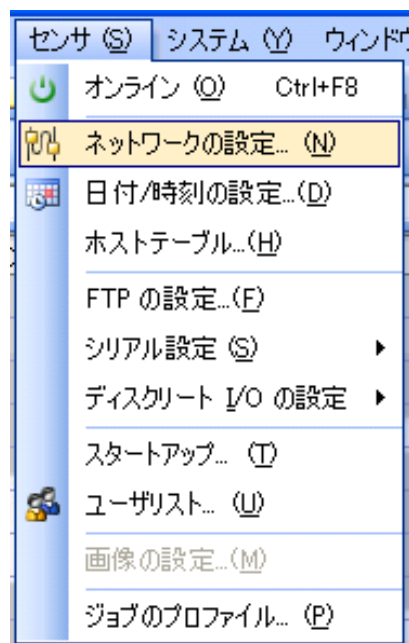 センサ (S) システム (Y) ウィンド
オンライン (O) Ctrl+F8
ネットワークの設定... (N)
日付/時刻の設定...(D)
ホストテーブル...(H)
FTP の設定...(F)
シリアル設定 (S)
ディスクリート I/O の設定
スタートアップ... (T)
ユーザリスト... (U)
画像の設定...(M)
ジョブのプロファイル... (P)